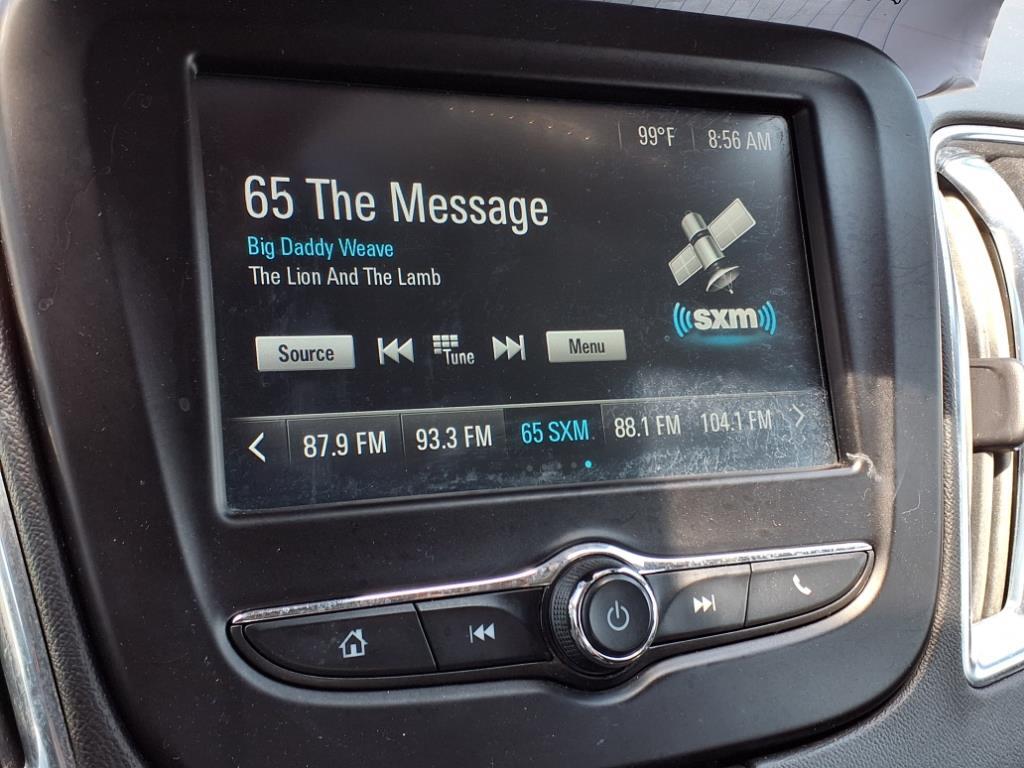 99°F 8:56 AM
65 The Message
Big Daddy Weave
The Lion And The Lamb
((sxm))
Source Tune Menu
87.9 FM 93.3 FM 65 SXM 88.1 FM 104.1 FM